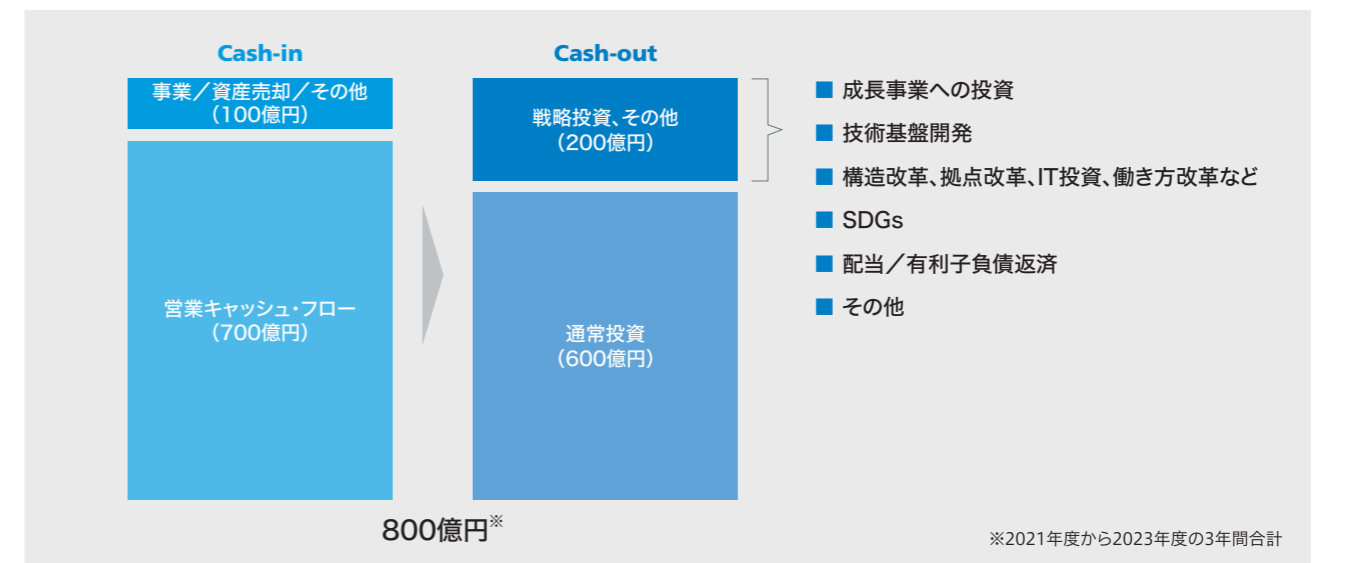 Cash-in
事業／資産売却／その他
（100億円）
営業キャッシュ・フロー
（700億円）
Cash-out
戦略投資、その他
（200億円）
通常投資
（600億円）
■ 成長事業への投資
■ 技術基盤開発
■ 構造改革、拠点改革、IT投資、働き方改革など
■ SDGs
■ 配当／有利子負債返済
■ その他
800億円※
※2021年度から2023年度の3年間合計